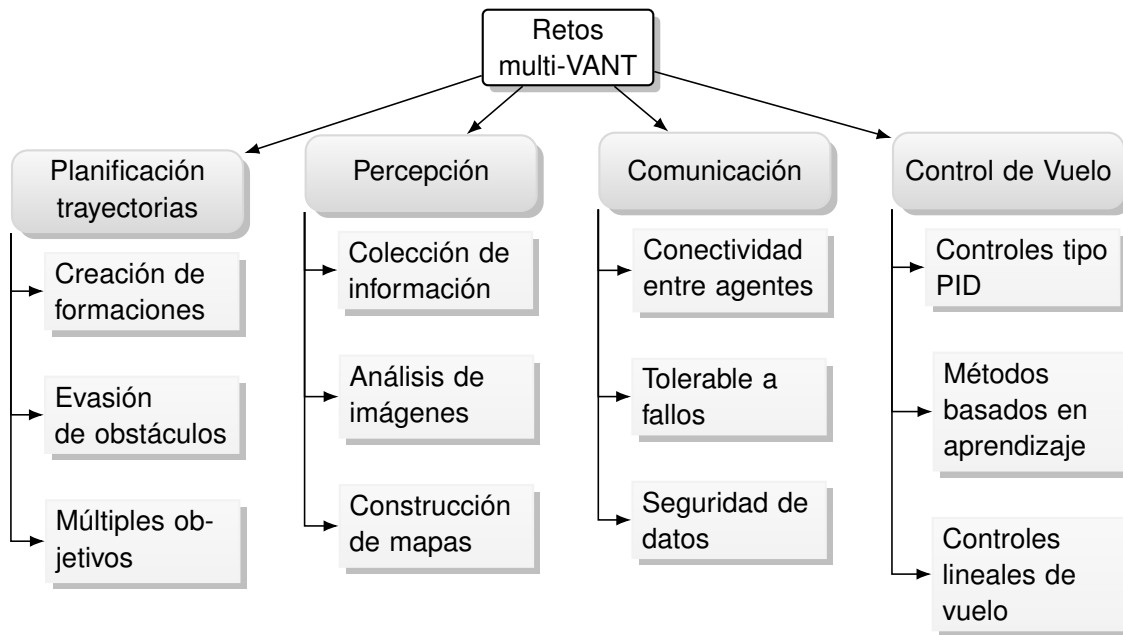 Retos
multi-VANT
Planificación
trayectorias
Creación de
formaciones
Evasión
de obstáculos
Múltiples ob-
jetivos
Percepción
Colección de
información
Análisis de
imágenes
Construcción
de mapas
Comunicación
Conectividad
entre agentes
Tolerable a
fallos
Seguridad de
datos
Control de Vuelo
Controles tipo
PID
Métodos
basados en
aprendizaje
Controles
lineales de
vuelo